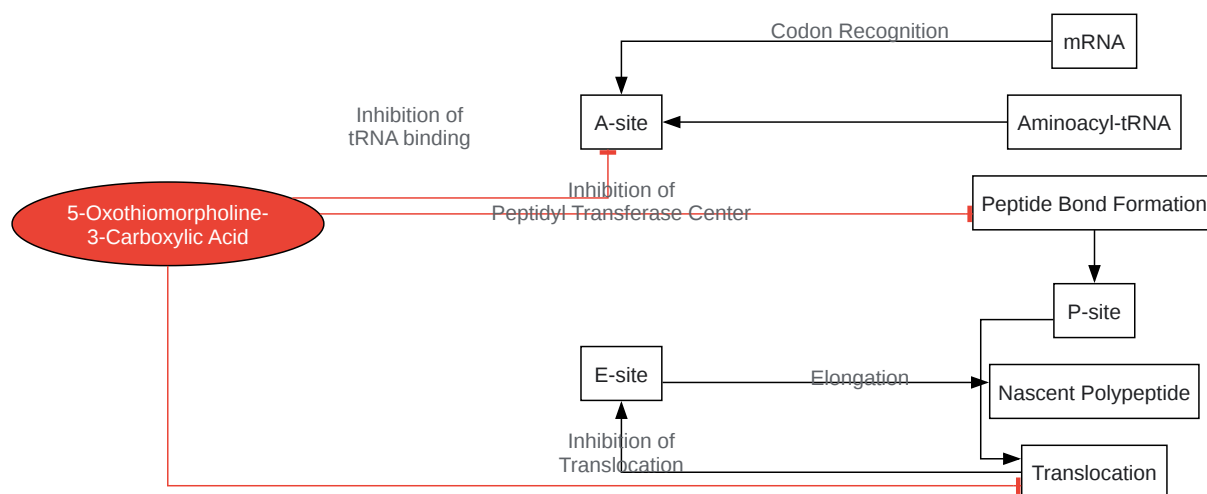 Codon Recognition
mRNA
Inhibition of
tRNA binding
A-site
Aminoacyl-tRNA
5-Oxothiomorpholine-
3-Carboxylic Acid
Inhibition of
Peptidyl Transferase Center
Peptide Bond Formation
P-site
E-site
Elongation
Nascent Polypeptide
Inhibition of
Translocation
Translocation